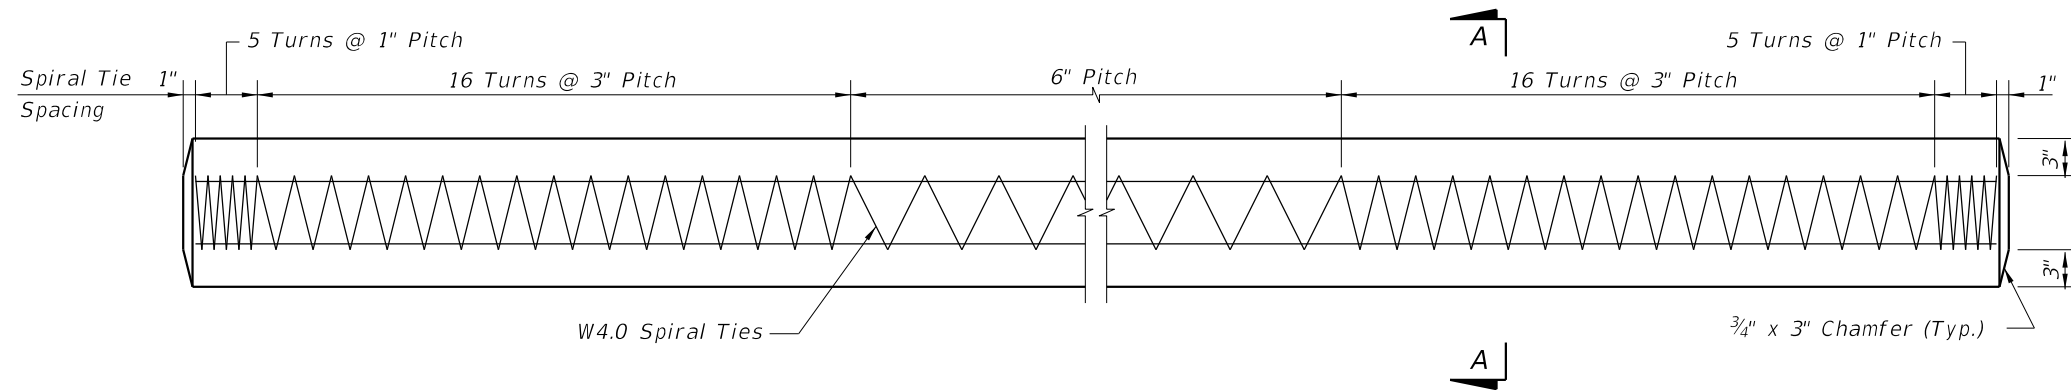 A
5 Turns @ 1" Pitch
5 Turns @ 1" Pitch
Spiral Tie 1"
Spacing
16 Turns @ 3" Pitch
6" Pitch
16 Turns @ 3" Pitch
1"
3"
3"
W4.0 Spiral Ties
¾" x 3" Chamfer (Typ.)
A